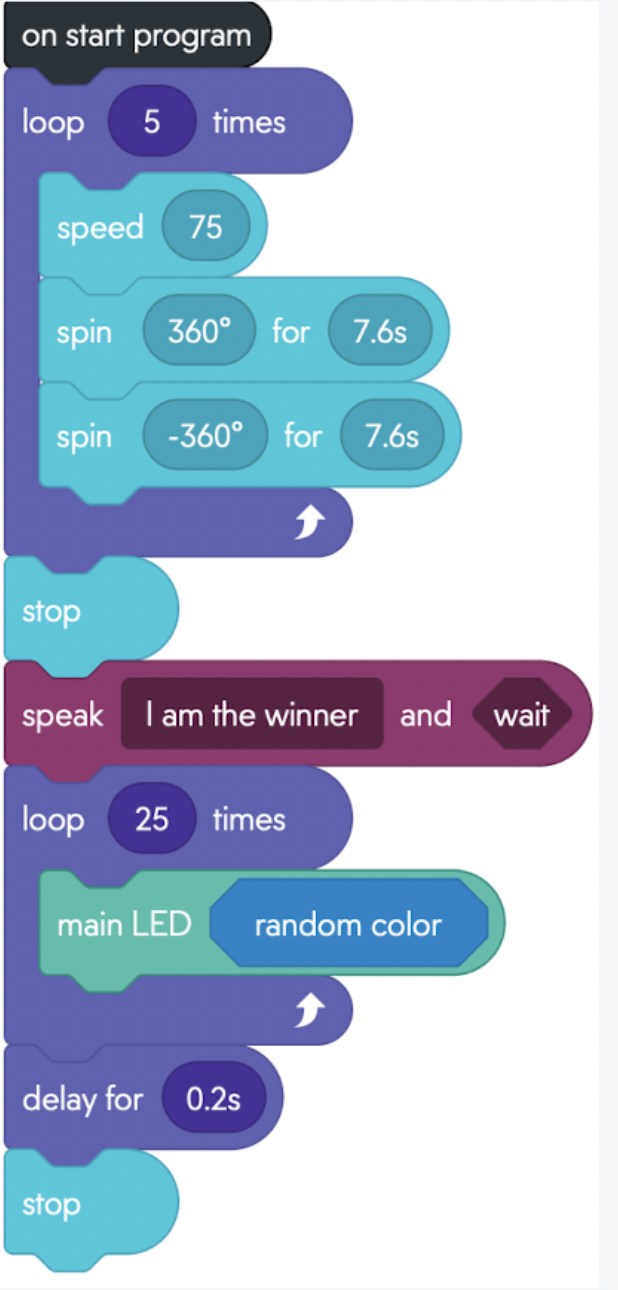 on start program
loop 5 times
speed 75
spin 360° for 7.6s
spin -360° for 7.6s
stop
speak I am the winner and wait
loop 25 times
main LED random color
delay for 0.2s
stop